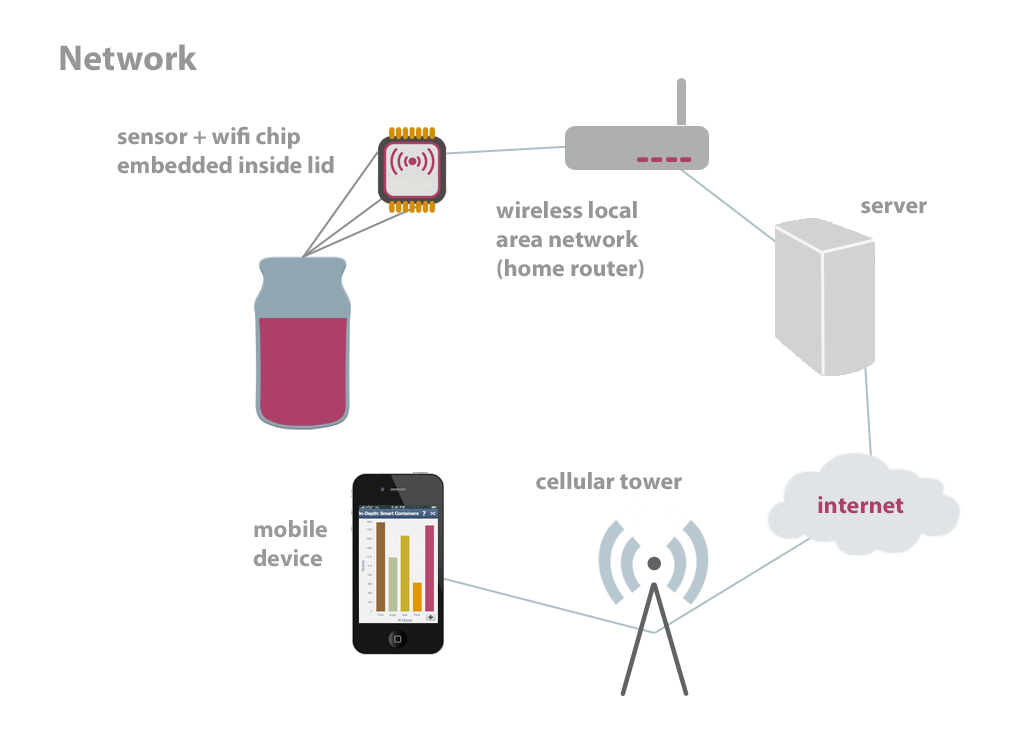 Network
sensor + wifi chip
embedded inside lid
wireless local
area network
(home router)
server
internet
cellular tower
mobile
device
In-Depth: Smart Containers ?
At Home